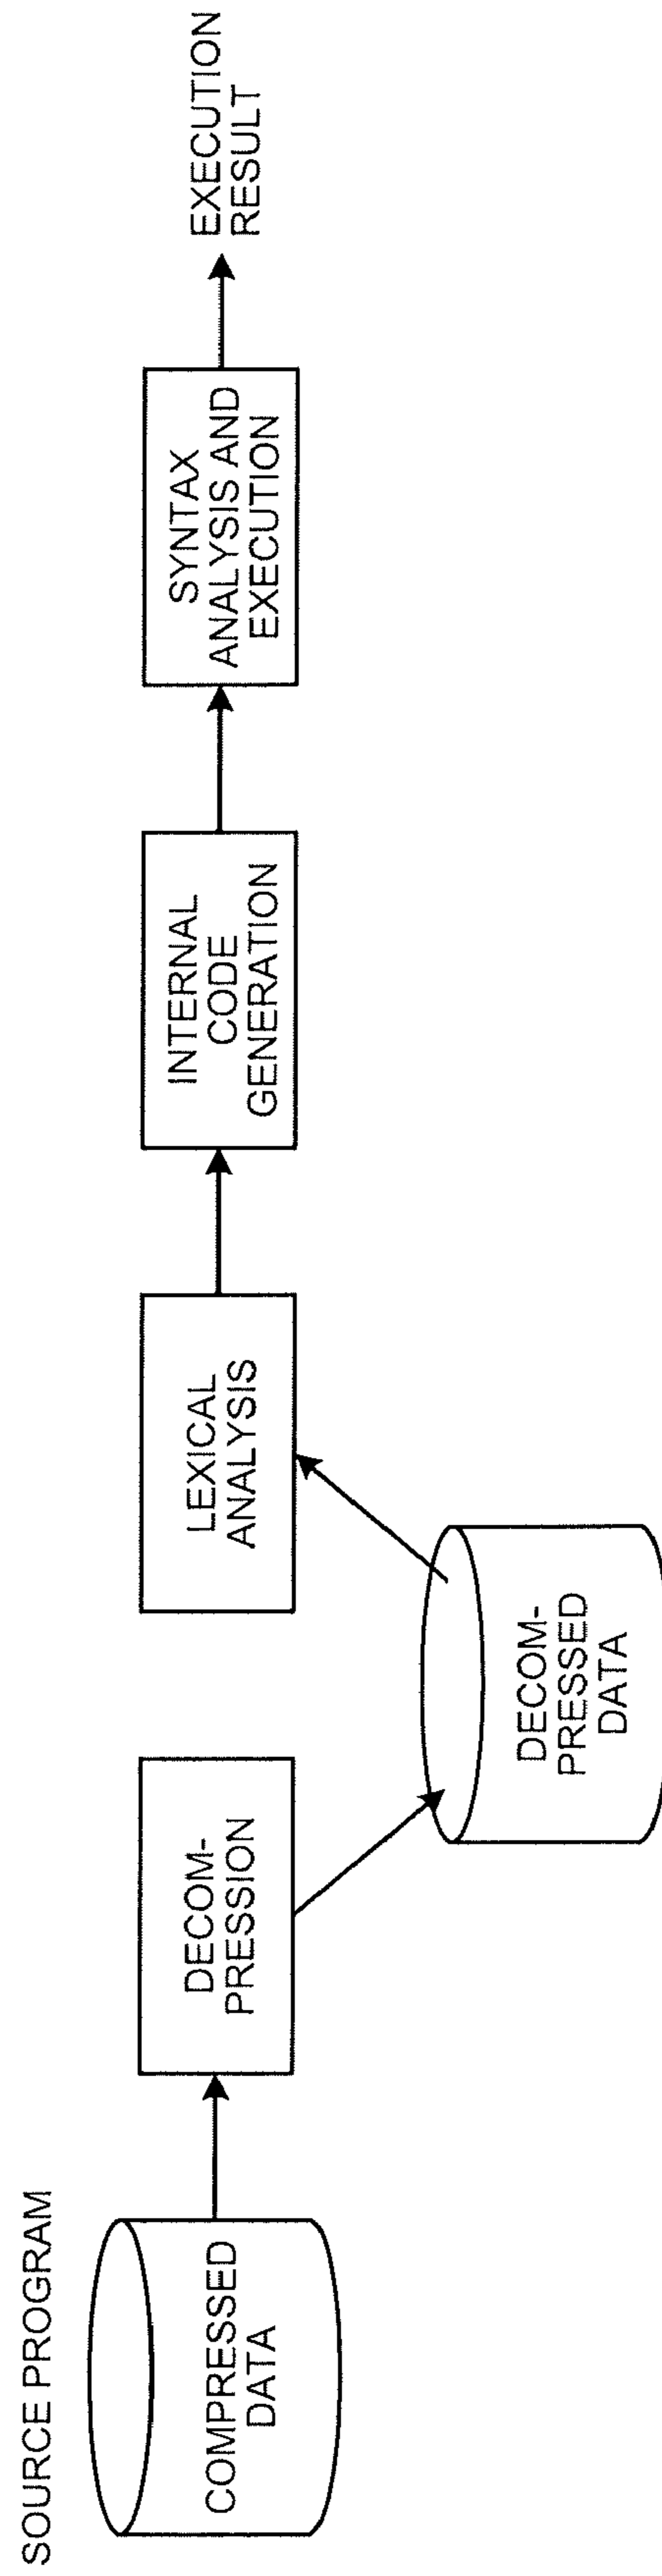 SOURCE PROGRAM
COMPRESSED
DATA
DECOM-
PRESSION
DECOM-
PRESSED
DATA
LEXICAL
ANALYSIS
INTERNAL
CODE
GENERATION
SYNTAX
ANALYSIS AND
EXECUTION
EXECUTION
RESULT